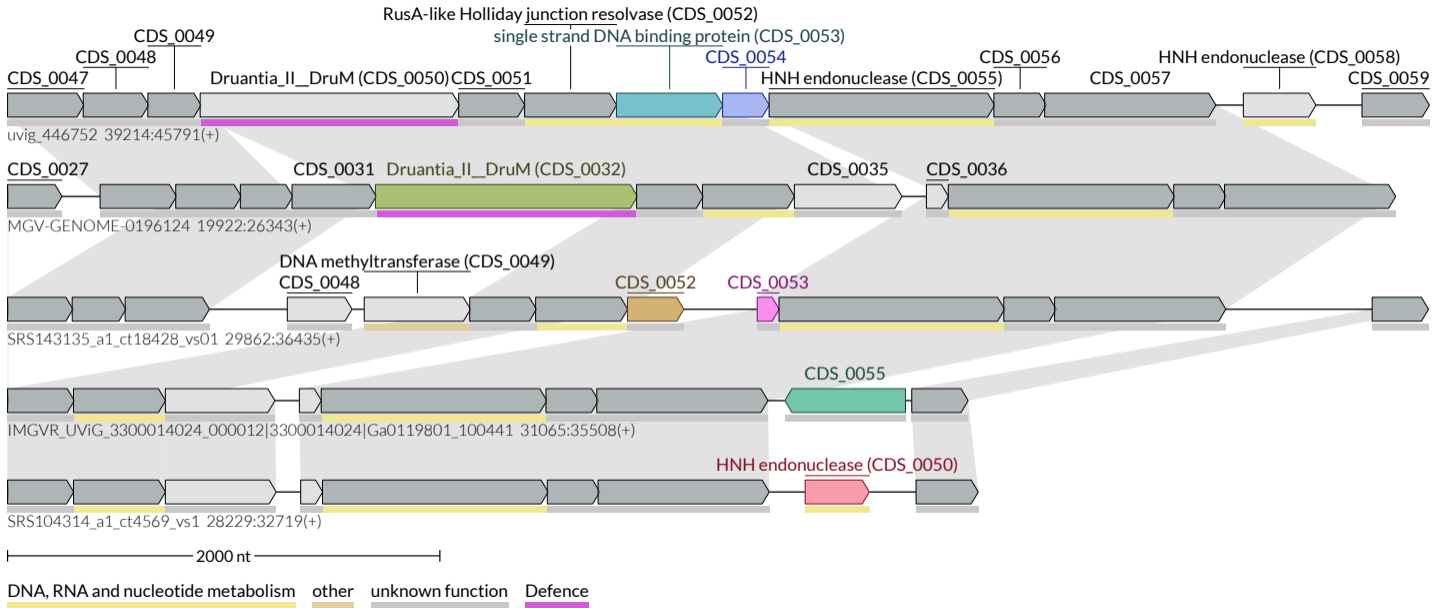 RusA-like Holliday junction resolvase (CDS_0052)
CDS_0049 single strand DNA binding protein (CDS_0053)
CDS_0048 CDS_0054 CDS_0056 HNH endonuclease (CDS_0058)
CDS_0047 Druantia_II__DruM (CDS_0050) CDS_0051 HNH endonuclease (CDS_0055) CDS_0057 CDS_0059
uvig_446752 39214:45791(+)
CDS_0027 CDS_0031 Druantia_II__DruM (CDS_0032) CDS_0035 CDS_0036
MGV-GENOME-0196124 19922:26343(+)
DNA methyltransferase (CDS_0049)
CDS_0048 CDS_0052 CDS_0053
SRS143135_a1_ct18428_vs01 29862:36435(+)
CDS_0055
IMGVR_UViG_3300014024_000012|3300014024|Ga0119801_100441 31065:35508(+)
HNH endonuclease (CDS_0050)
SRS104314_a1_ct4569_vs1 28229:32719(+)
2000 nt
DNA, RNA and nucleotide metabolism other unknown function Defence